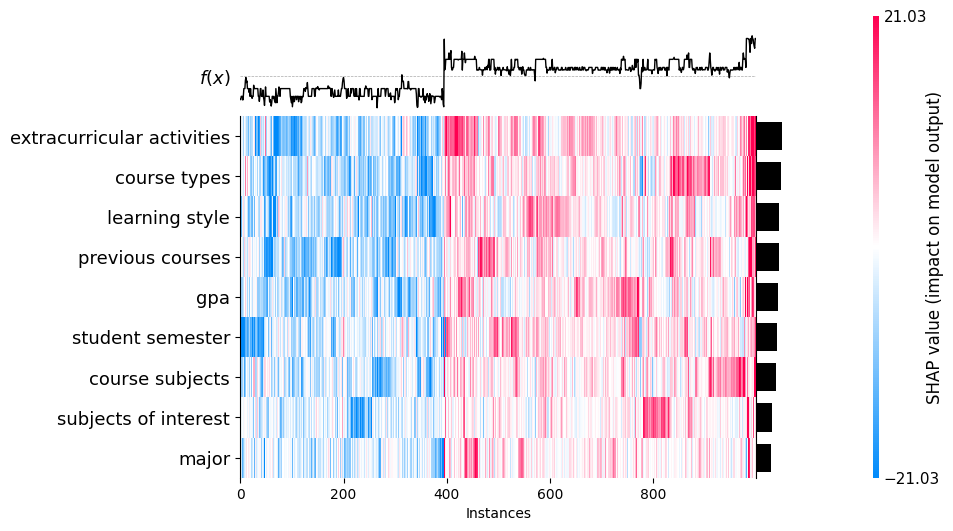 21.03
f(x)
extracurricular activities
course types
learning style
previous courses
gpa
student semester
course subjects
subjects of interest
major
0 200 400 600 800
Instances
SHAP value (impact on model output)
−21.03